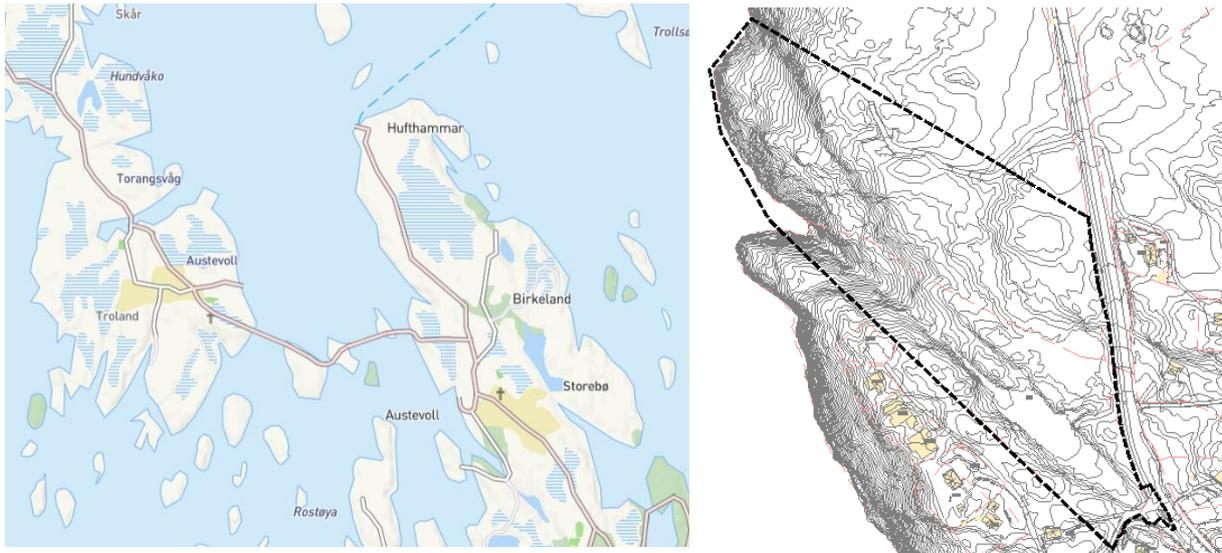 Skår
Trollsø
Hundvåko
Hufthammar
Torangsvåg
Austevoll
Birkeland
Troland
Storebø
Austevoll
Rostøya